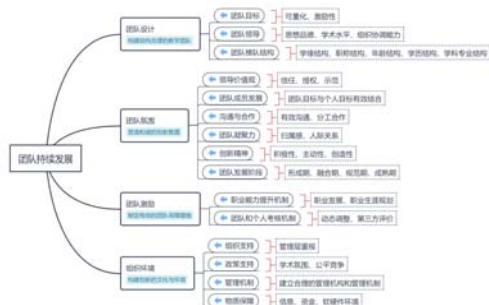 团队持续发展
团队设计
构建结构合理的教学团队
团队目标
可量化、激励性
团队领导
思想品德、学术水平、组织协调能力
团队梯队结构
学缘结构、职称结构、年龄结构、学历结构、学科专业结构
团队氛围
营造和谐的创新氛围
领导价值观
信任、授权、示范
团队成员发展
团队目标与个人目标有效结合
沟通与合作
有效沟通、分工合作
团队凝聚力
归属感、人际关系
创新精神
积极性、主动性、创造性
团队发展阶段
形成期、融合期、规范期、成熟期
团队激励
制定有效的团队
职业能力提升机制
职业发展、职业生涯规划
团队和个人考核机制
动态调整、第三方评价
组织环境
构建创新的文化与环境
组织支持
管理层重视
政策支持
学术氛围、公平竞争
管理机制
建立合理的管理机构和管理机制
物质保障
信息、资金、软硬件环境